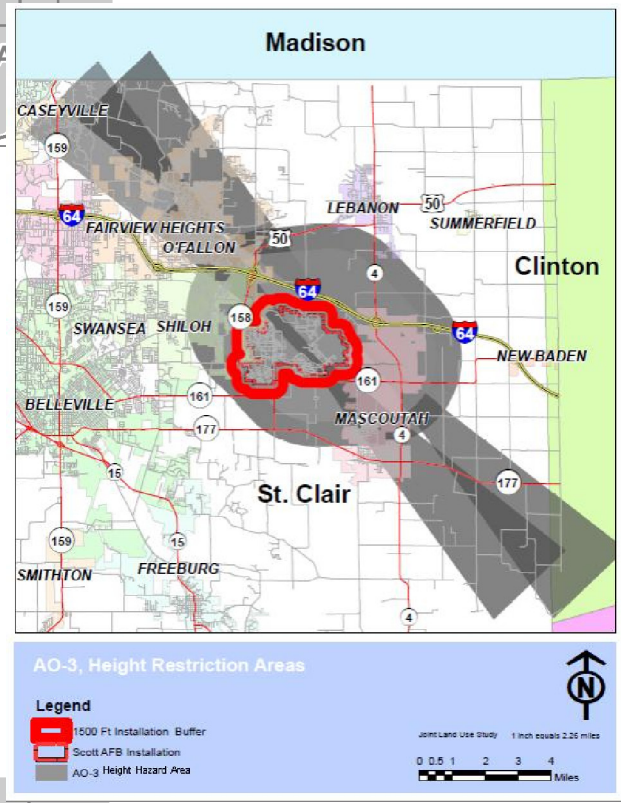 Madison
A
CASEYVILLE
159
50
LEBANON
SUMMERFIELD
64
FAIRVIEW HEIGHTS
O'FALLON
50
4
Clinton
64
159
158
SWANSEA SHILOH
64
NEW BADEN
161
161
BELLEVILLE
MASCOUTAH
177
4
15
177
St. Clair
159
15
SMITHTON
FREEBURG
4
AO-3, Height Restriction Areas
N
Legend
1500 Ft Installation Buffer
Scott AFB Installation
AO-3 Height Hazard Area
Joint Land Use Study 1 inch equals 2.26 miles
0 0.5 1 2 3 4
Miles